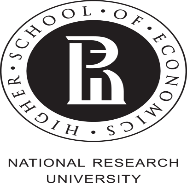 HIGHER · SCHOOL · OF · ECONOMICS ·
NATIONAL RESEARCH
UNIVERSITY